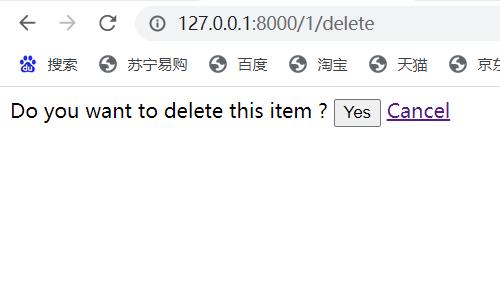 127.0.0.1:8000/1/delete
搜索 苏宁易购 百度 淘宝 天猫 京东
Do you want to delete this item ? Yes Cancel